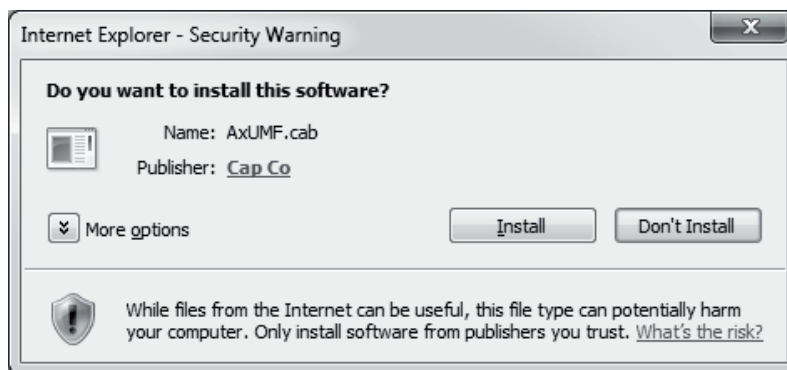 Internet Explorer - Security Warning
Do you want to install this software?
Name: AxUMF.cab
Publisher: Cap Co
More options
Install
Don't Install
While files from the Internet can be useful, this file type can potentially harm
your computer. Only install software from publishers you trust. What's the risk?